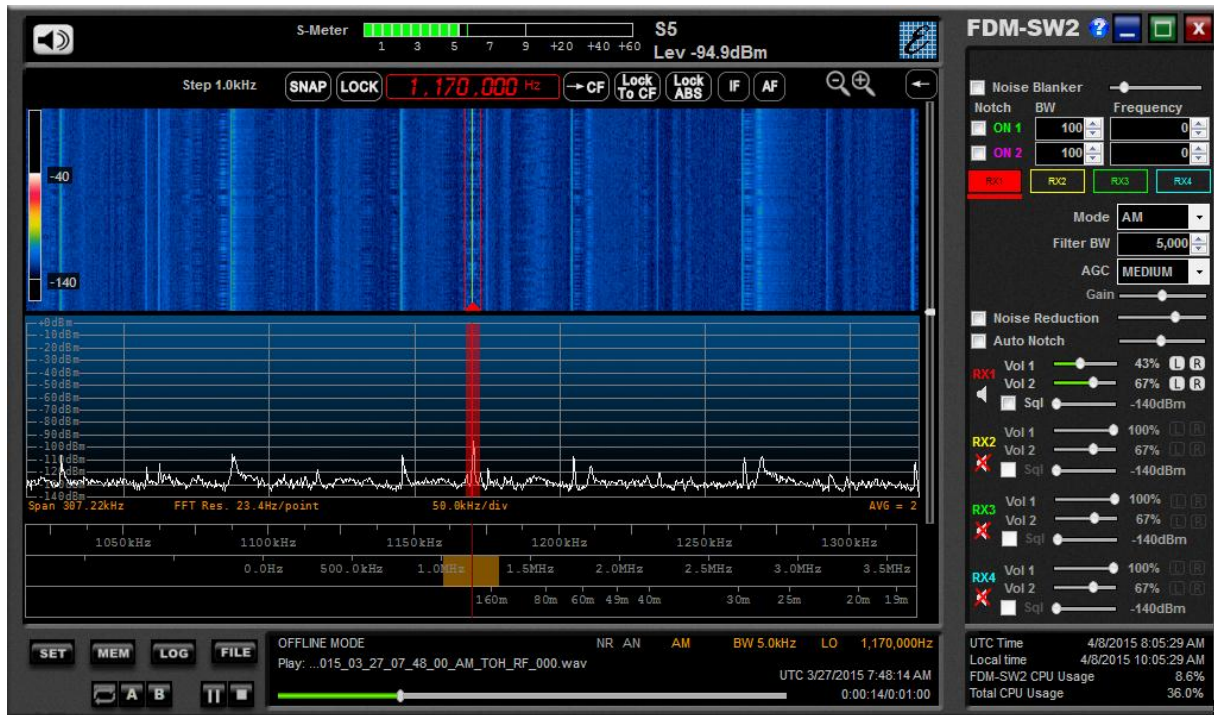 S-Meter
1 3 5 7 9 +20 +40 +60
S5
Lev -94.9dBm
FDM-SW2 ? X
Step 1.0kHz SNAP LOCK 1.170.000 Hz →CF Lock To CF Lock ABS IF AF
-40
-140
+0dBm
-10dBm
-20dBm
-30dBm
-40dBm
-50dBm
-60dBm
-70dBm
-80dBm
-90dBm
-100dBm
-110dBm
-140dBm
Span 307.22kHz FFT Res. 23.4Hz/point 50.0kHz/div AVG = 2
1050kHz 1100kHz 1150kHz 1200kHz 1250kHz 1300kHz
0.0Hz 500.0kHz 1.0MHz 1.5MHz 2.0MHz 2.5MHz 3.0MHz 3.5MHz
160m 80m 60m 49m 40m 30m 25m 20m 19m
SET MEM LOG FILE
A B
OFFLINE MODE NR AN AM BW 5.0kHz LO 1,170,000Hz
Play: ...015_03_27_07_48_00_AM_TOH_RF_000.wav
UTC 3/27/2015 7:48:14 AM
0:00:14/0:01:00
Noise Blanker
Notch BW Frequency
ON 1 100 0
ON 2 100 0
RX1 RX2 RX3 RX4
Mode AM
Filter BW 5,000
AGC MEDIUM
Gain
Noise Reduction
Auto Notch
RX1
Vol 1 43% L R
Vol 2 67% L R
Sql -140dBm
RX2
Vol 1 100% L R
Vol 2 67% L R
Sql -140dBm
RX3
Vol 1 100% L R
Vol 2 67% L R
Sql -140dBm
RX4
Vol 1 100% L R
Vol 2 67% L R
Sql -140dBm
UTC Time 4/8/2015 8:05:29 AM
Local time 4/8/2015 10:05:29 AM
FDM-SW2 CPU Usage 8.6%
Total CPU Usage 36.0%